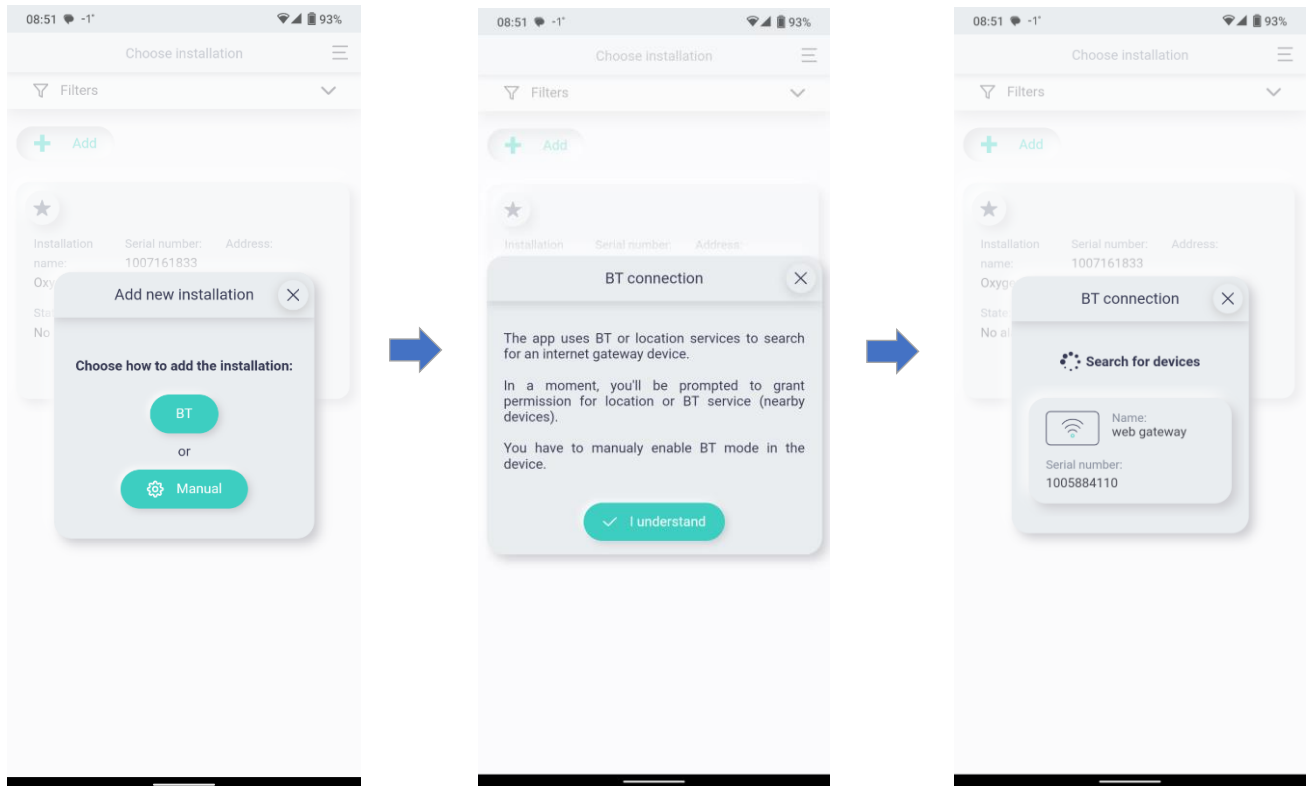 08:51 -1° 93%
Choose installation
Filters
Add
Installation Serial number: Address:
name: 1007161833
Oxy
Sta
No
Add new installation
Choose how to add the installation:
BT
or
Manual
08:51 -1° 93%
Choose installation
Filters
Add
Installation Serial number: Address:
BT connection
The app uses BT or location services to search
for an internet gateway device.
In a moment, you'll be prompted to grant
permission for location or BT service (nearby
devices).
You have to manualy enable BT mode in the
device.
I understand
08:51 -1° 93%
Choose installation
Filters
Add
Installation Serial number: Address:
name: 1007161833
Oxyge
State
No al
BT connection
Search for devices
Name:
web gateway
Serial number:
1005884110